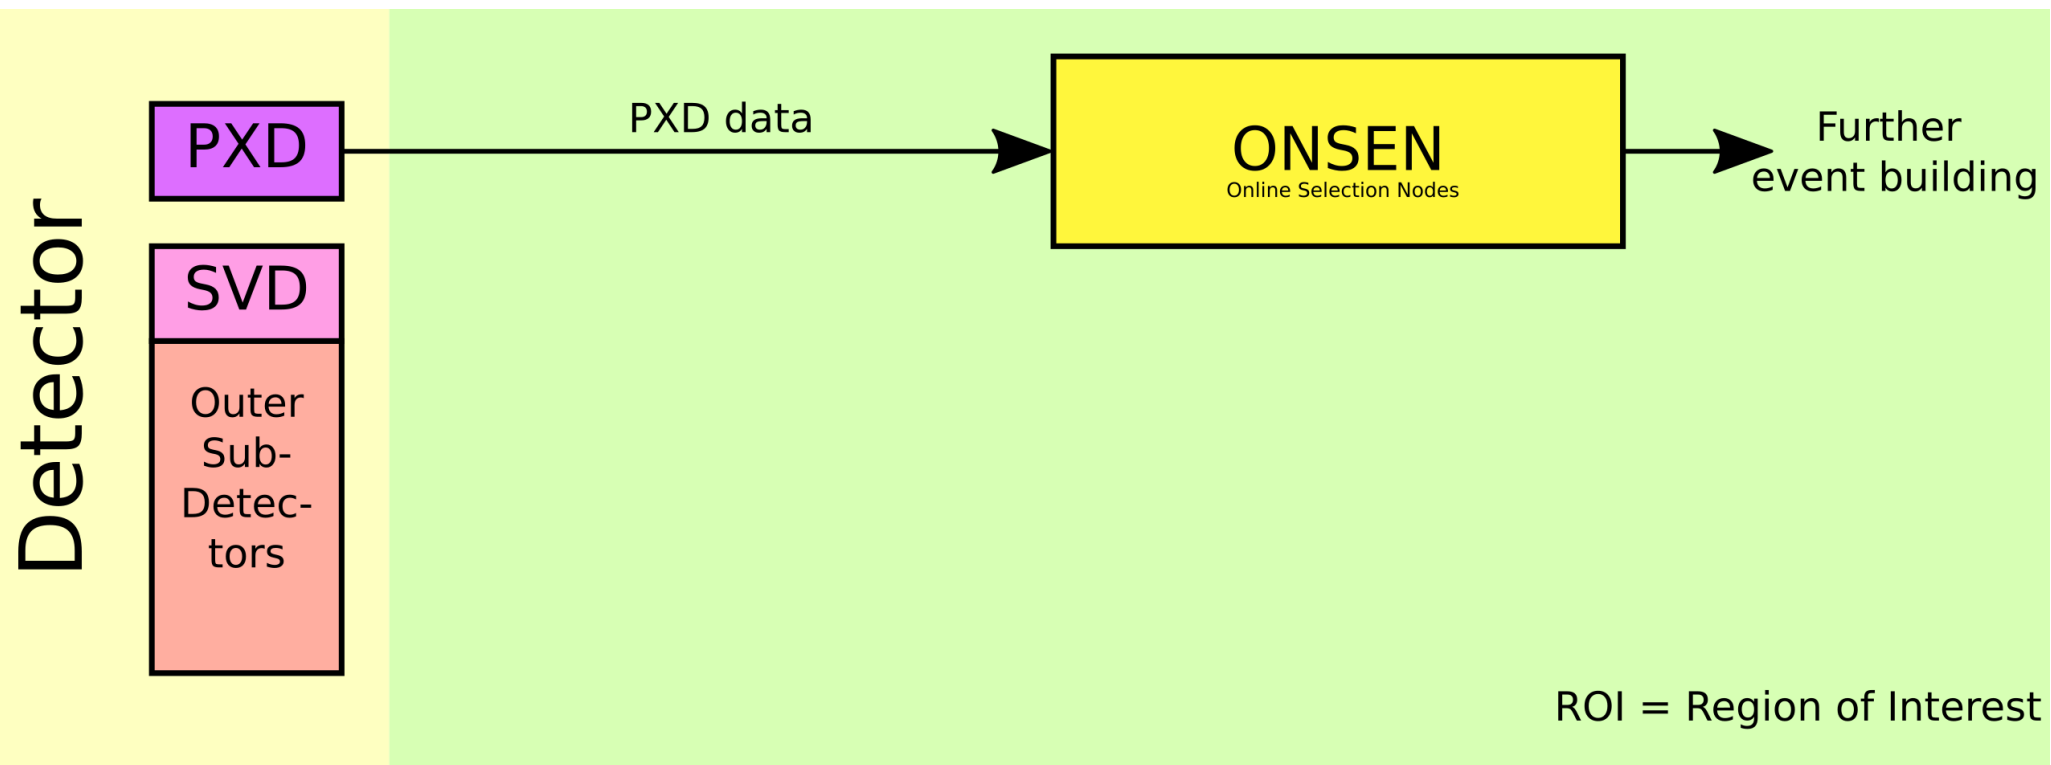 Detector
PXD
SVD
Outer
Sub-
Detec-
tors
PXD data
ONSEN
Online Selection Nodes
Further
event building
ROI = Region of Interest